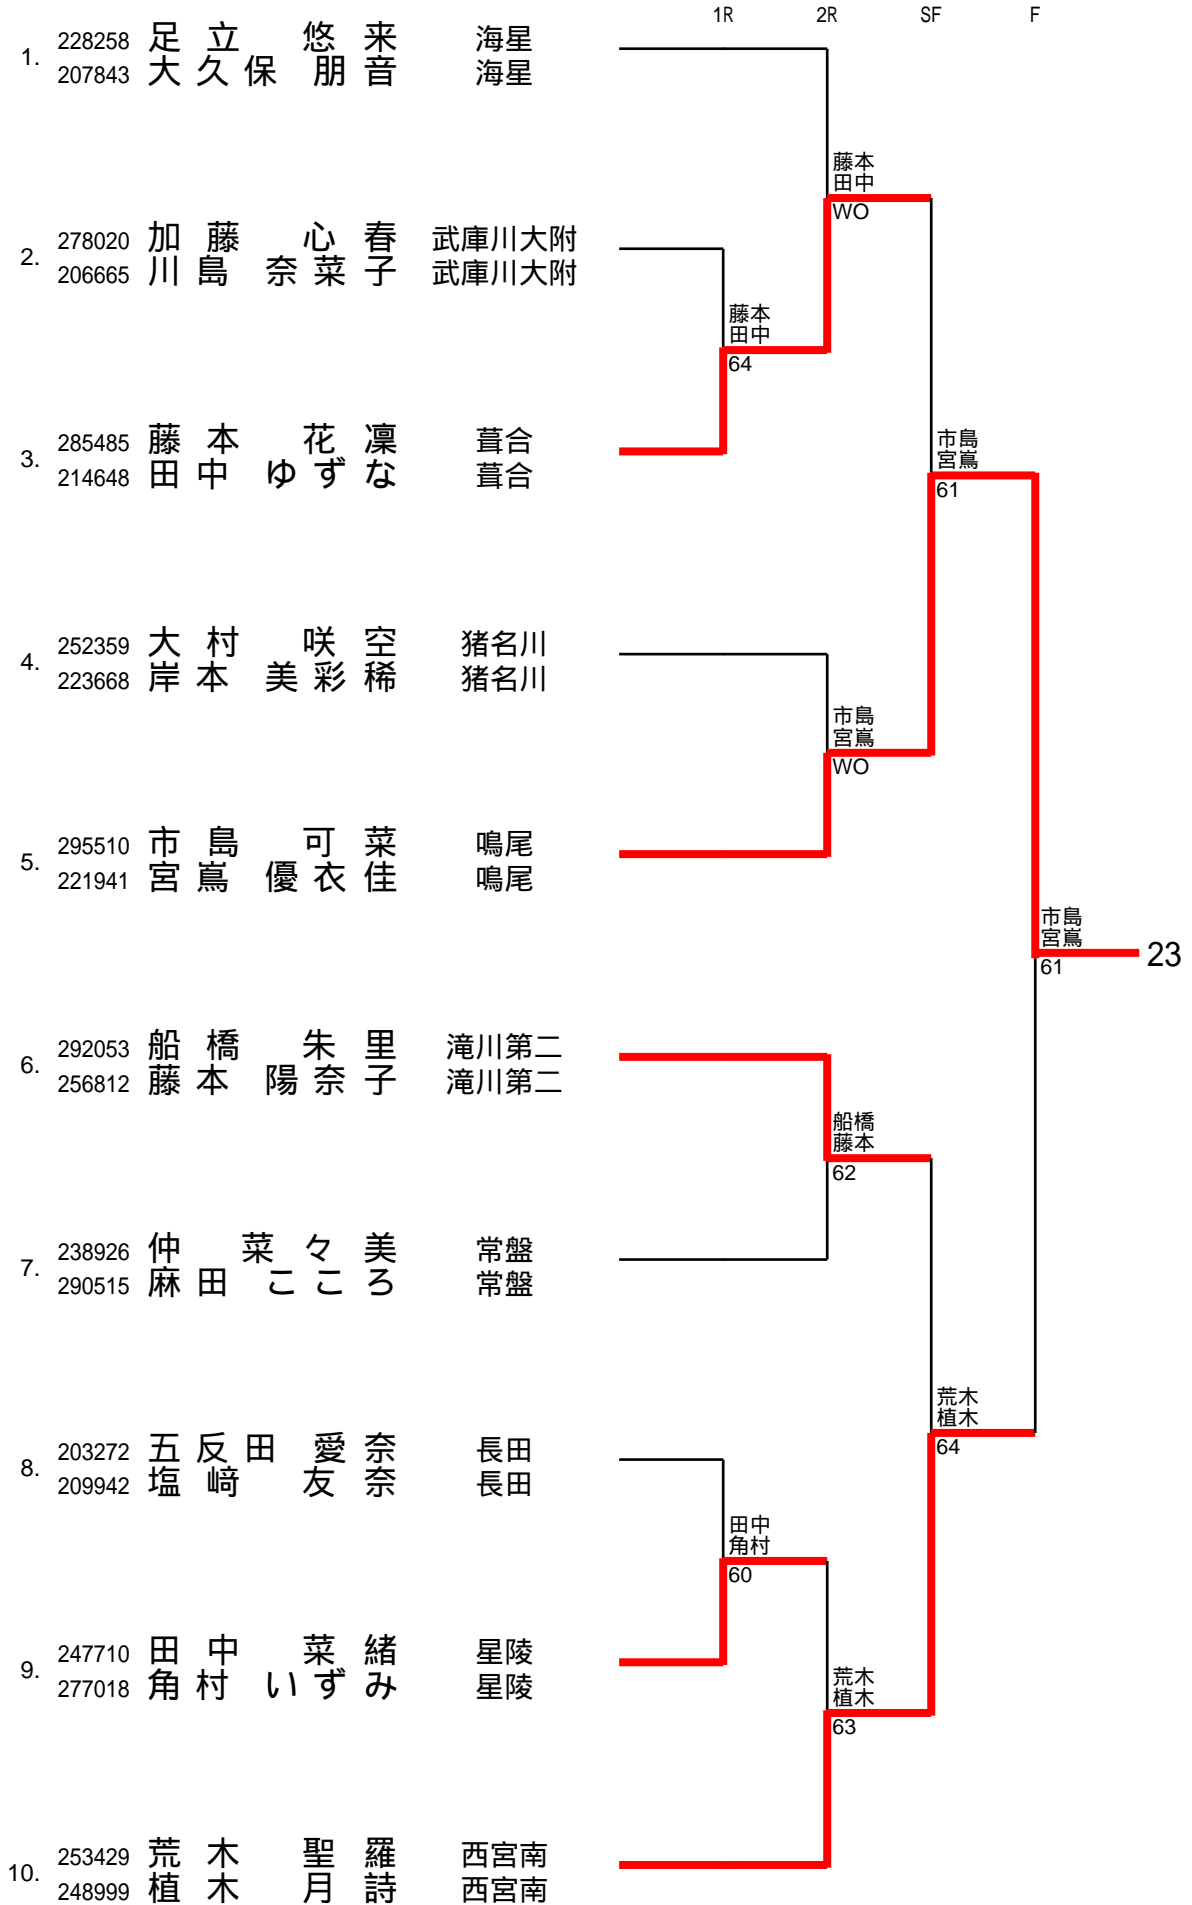 1R 2R SF F
1. 228258 足立 悠来 海星
207843 大久保 朋音 海星
藤本
田中
WO
2. 278020 加藤 心春 武庫川大附
206665 川島 奈菜子 武庫川大附
藤本
田中
64
3. 285485 藤本 花凜 葺合
214648 田中 ゆずな 葺合
市島
宮嶌
61
4. 252359 大村 咲空 猪名川
223668 岸本 美彩稀 猪名川
市島
宮嶌
WO
5. 295510 市島 可菜 鳴尾
221941 宮嶌 優衣佳 鳴尾
市島
宮嶌
61
23
6. 292053 船橋 朱里 滝川第二
256812 藤本 陽奈子 滝川第二
船橋
藤本
62
7. 238926 仲 菜々美 常盤
290515 麻田 こころ 常盤
荒木
植木
64
8. 203272 五反田 愛奈 長田
209942 塩﨑 友奈 長田
田中
角村
60
9. 247710 田中 菜緒 星陵
277018 角村 いずみ 星陵
荒木
植木
63
10. 253429 荒木 聖羅 西宮南
248999 植木 月詩 西宮南